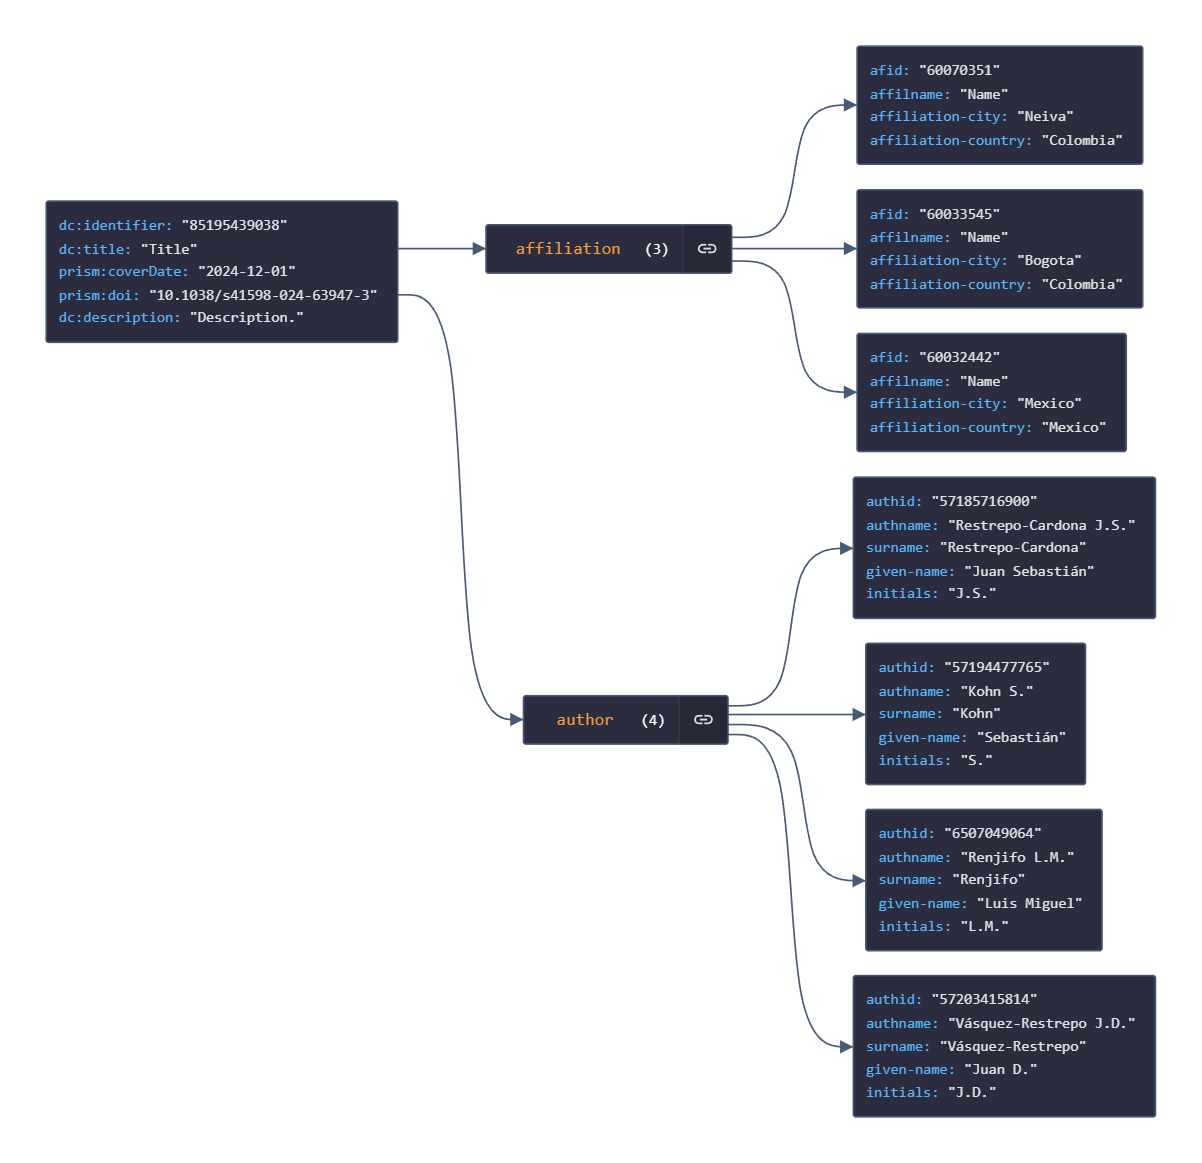 dc:identifier: "85195439038"
dc:title: "Title"
prism:coverDate: "2024-12-01"
prism:doi: "10.1038/s41598-024-63947-3"
dc:description: "Description."
affiliation (3)
afid: "60070351"
affilname: "Name"
affiliation-city: "Neiva"
affiliation-country: "Colombia"
afid: "60033545"
affilname: "Name"
affiliation-city: "Bogota"
affiliation-country: "Colombia"
afid: "60032442"
affilname: "Name"
affiliation-city: "Mexico"
affiliation-country: "Mexico"
author (4)
authid: "57185716900"
authname: "Restrepo-Cardona J.S."
surname: "Restrepo-Cardona"
given-name: "Juan Sebastián"
initials: "J.S."
authid: "57194477765"
authname: "Kohn S."
surname: "Kohn"
given-name: "Sebastián"
initials: "S."
authid: "6507049064"
authname: "Renjifo L.M."
surname: "Renjifo"
given-name: "Luis Miguel"
initials: "L.M."
authid: "57203415814"
authname: "Vásquez-Restrepo J.D."
surname: "Vásquez-Restrepo"
given-name: "Juan D."
initials: "J.D."